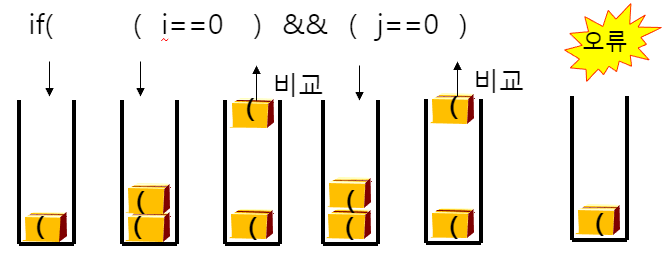 if( ( i==0 ) && ( j==0 )
오류
비교
비교
( ( ( ( ( ( ( ( ( (